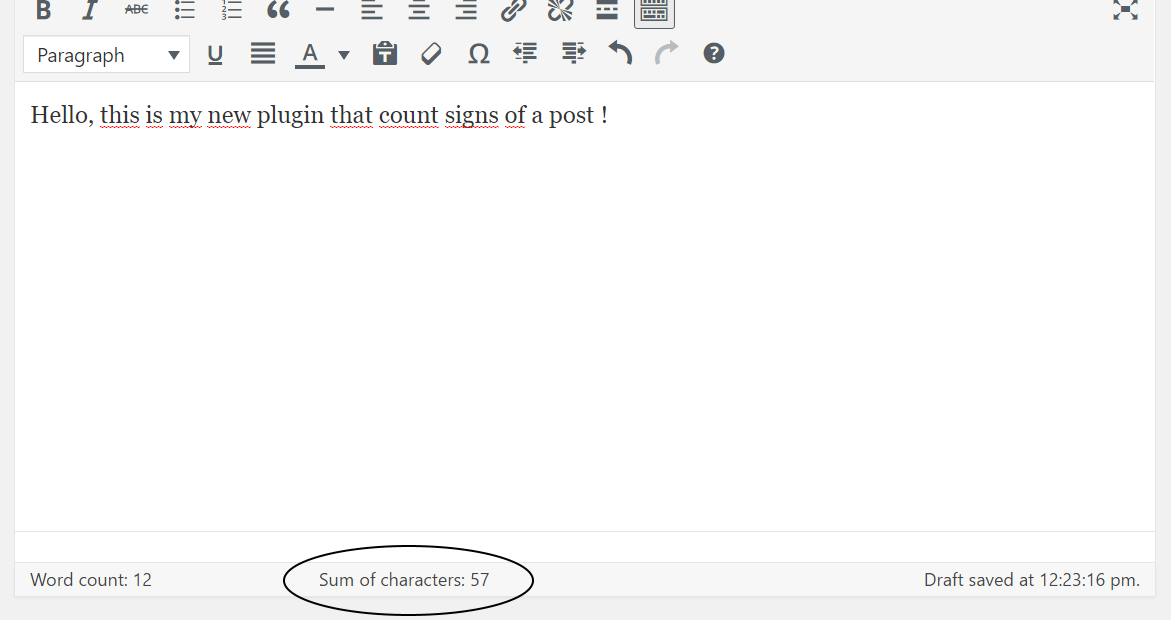 B I ABC
Paragraph U A T Ω ?
Hello, this is my new plugin that count signs of a post !
Word count: 12 Sum of characters: 57 Draft saved at 12:23:16 pm.